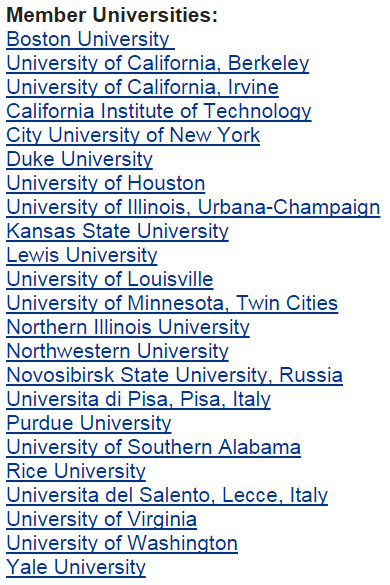 Member Universities:
Boston University
University of California, Berkeley
University of California, Irvine
California Institute of Technology
City University of New York
Duke University
University of Houston
University of Illinois, Urbana-Champaign
Kansas State University
Lewis University
University of Louisville
University of Minnesota, Twin Cities
Northern Illinois University
Northwestern University
Novosibirsk State University, Russia
Universita di Pisa, Pisa, Italy
Purdue University
University of Southern Alabama
Rice University
Universita del Salento, Lecce, Italy
University of Virginia
University of Washington
Yale University